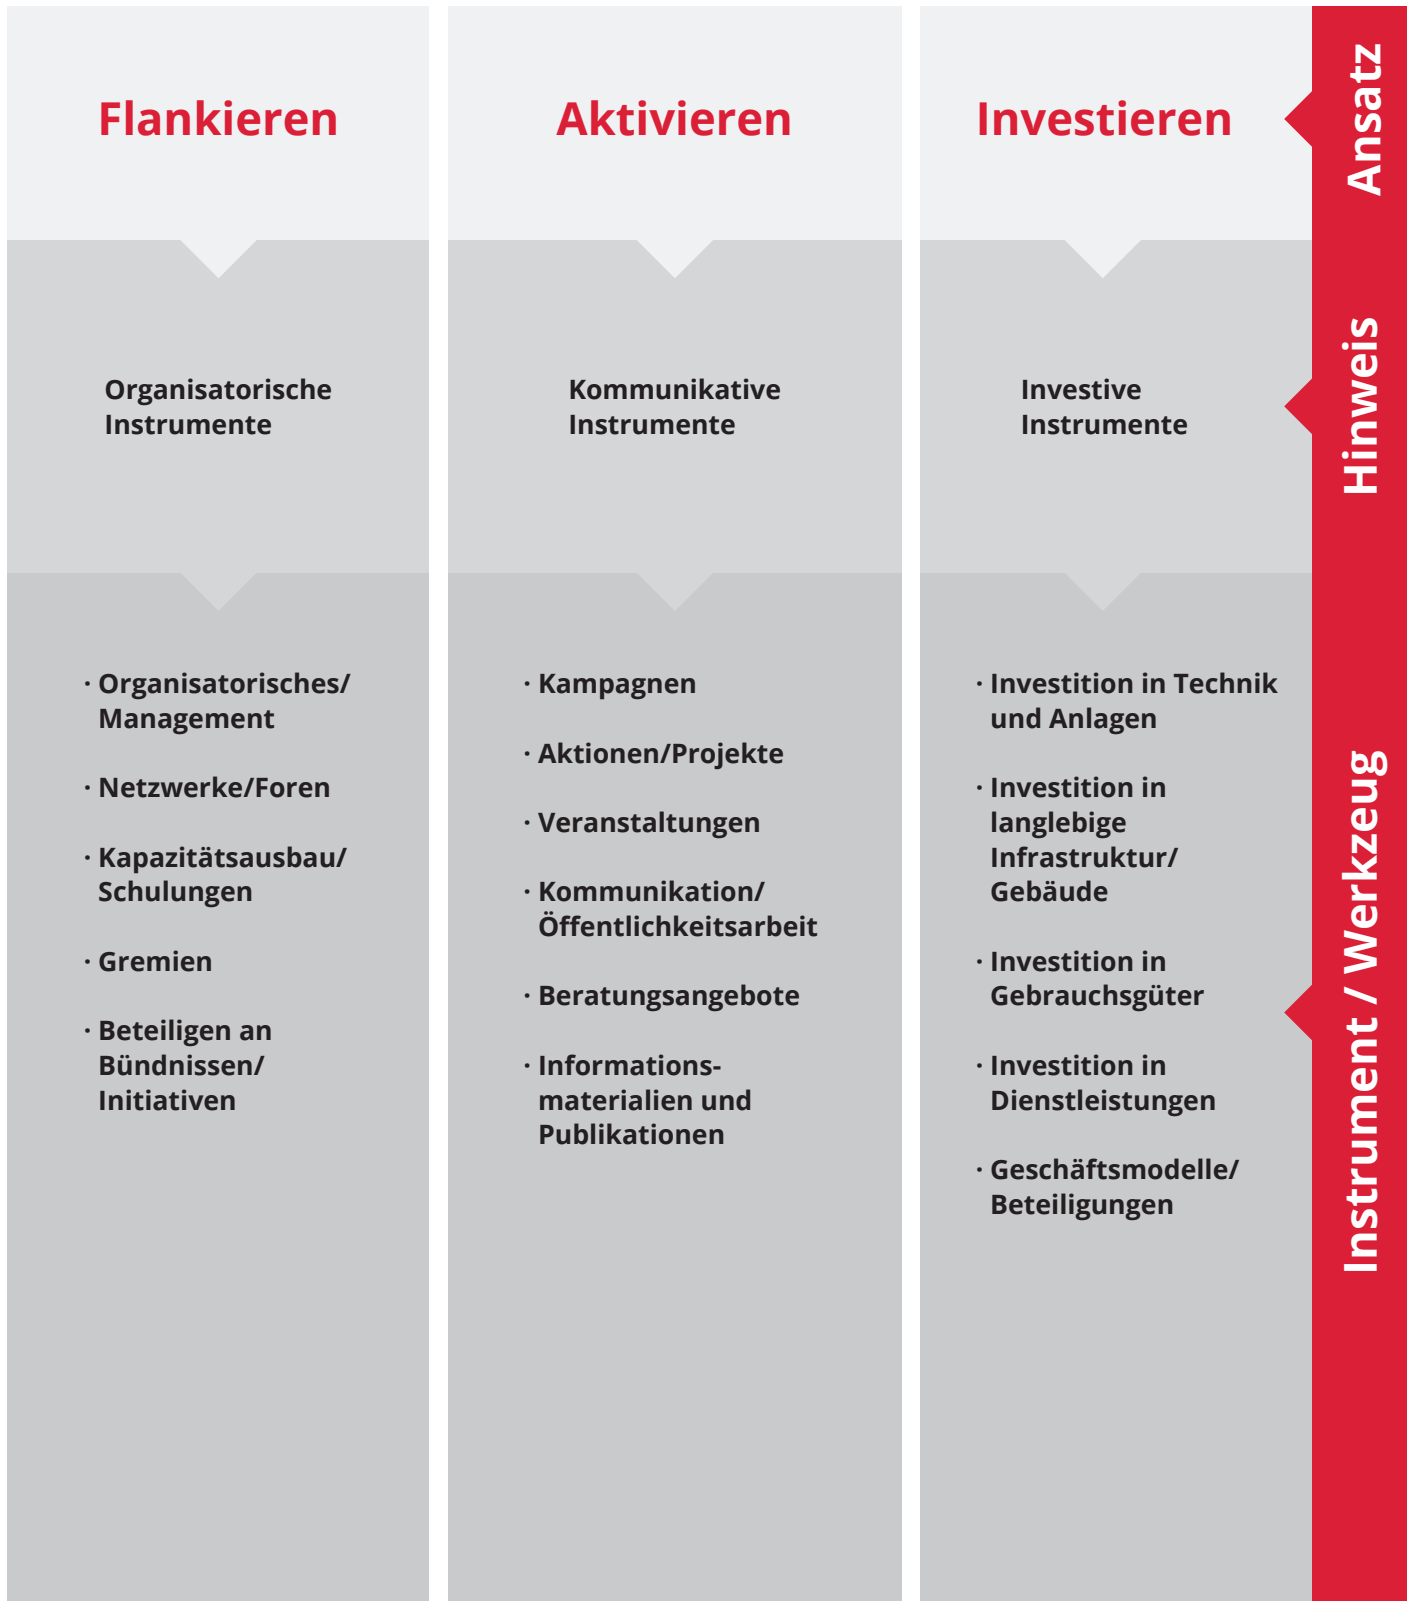 Flankieren
Organisatorische
Instrumente
· Organisatorisches/
Management
· Netzwerke/Foren
· Kapazitätsausbau/
Schulungen
· Gremien
· Beteiligen an
Bündnissen/
Initiativen
Aktivieren
Kommunikative
Instrumente
· Kampagnen
· Aktionen/Projekte
· Veranstaltungen
· Kommunikation/
Öffentlichkeitsarbeit
· Beratungsangebote
· Informations-
materialien und
Publikationen
Investieren
Investive
Instrumente
· Investition in Technik
und Anlagen
· Investition in
langlebige
Infrastruktur/
Gebäude
· Investition in
Gebrauchsgüter
· Investition in
Dienstleistungen
· Geschäftsmodelle/
Beteiligungen
Ansatz
Hinweis
Instrument / Werkzeug